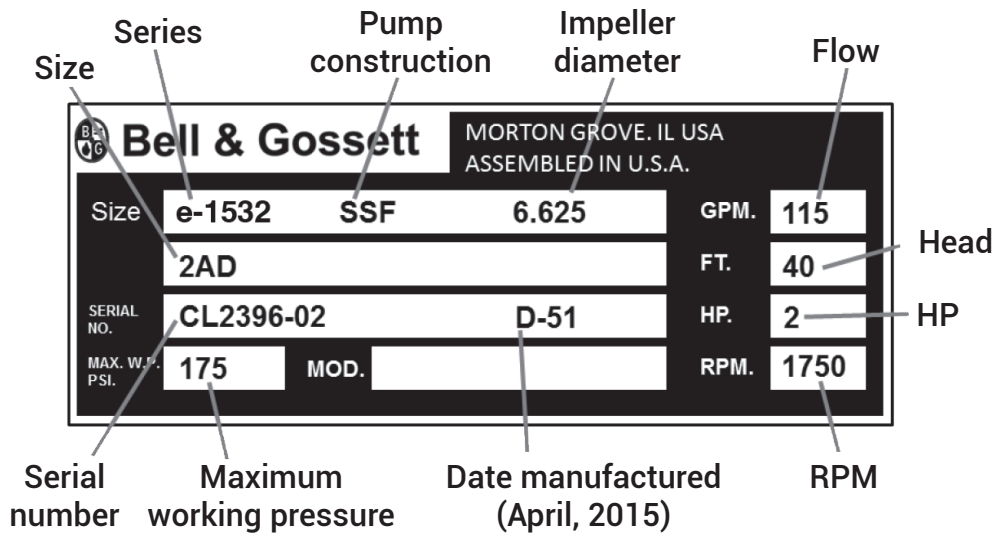 Series
Pump
construction
Impeller
diameter
Size
Flow
B&G
Bell & Gossett
MORTON GROVE. IL USA
ASSEMBLED IN U.S.A.
Size e-1532 SSF 6.625 GPM. 115
2AD FT. 40
Head
SERIAL
NO.
CL2396-02 D-51 HP. 2
HP
MAX. W.P.
PSI.
175 MOD. RPM. 1750
Serial
number
Maximum
working pressure
Date manufactured
(April, 2015)
RPM